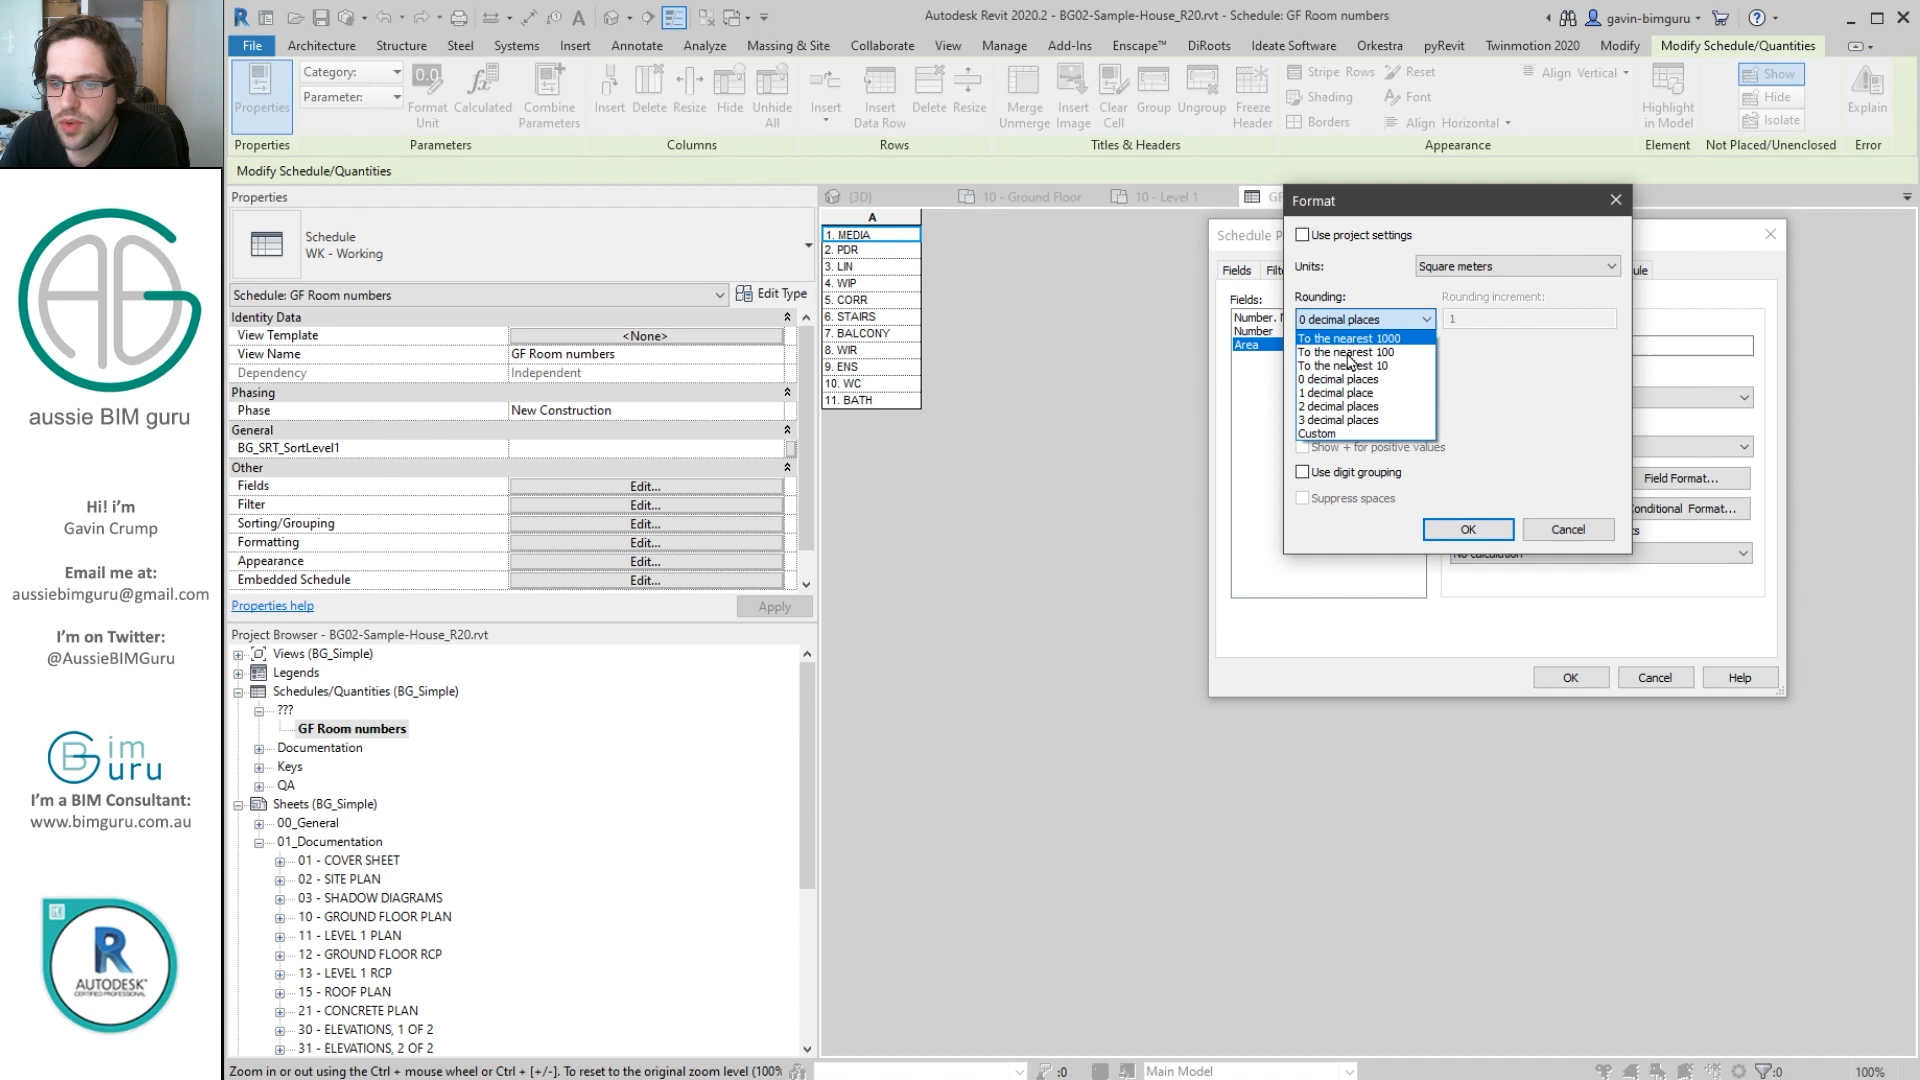 Autodesk Revit 2020.2 - BG02-Sample-House_R20.rvt - Schedule: GF Room numbers
gavin-bimguru
File Architecture Structure Steel Systems Insert Annotate Analyze Massing & Site Collaborate View Manage Add-Ins Enscape™ DiRoots Ideate Software Orkestra pyRevit Twinmotion 2020 Modify Modify Schedule/Quantities
Properties
Category:
Parameter:
Format Unit
Calculated
Combine Parameters
Insert Delete Resize Hide Unhide All
Insert
Insert Data Row
Delete Resize
Merge Unmerge
Insert Image
Clear Cell
Group Ungroup
Freeze Header
Stripe Rows
Shading
Borders
Reset
Font
Align Horizontal
Align Vertical
Highlight in Model
Show
Hide
Isolate
Explain
Properties Parameters Columns Rows Titles & Headers Appearance Element Not Placed/Unenclosed Error
Modify Schedule/Quantities
Properties
Schedule
WK - Working
Schedule: GF Room numbers
Edit Type
Identity Data
View Template <None>
View Name GF Room numbers
Dependency Independent
Phasing
Phase New Construction
General
BG_SRT_SortLevel1
Other
Fields Edit...
Filter Edit...
Sorting/Grouping Edit...
Formatting Edit...
Appearance Edit...
Embedded Schedule Edit...
Properties help
Apply
Project Browser - BG02-Sample-House_R20.rvt
Views (BG_Simple)
Legends
Schedules/Quantities (BG_Simple)
???
GF Room numbers
Documentation
Keys
QA
Sheets (BG_Simple)
00_General
01_Documentation
01 - COVER SHEET
02 - SITE PLAN
03 - SHADOW DIAGRAMS
10 - GROUND FLOOR PLAN
11 - LEVEL 1 PLAN
12 - GROUND FLOOR RCP
13 - LEVEL 1 RCP
15 - ROOF PLAN
21 - CONCRETE PLAN
30 - ELEVATIONS, 1 OF 2
31 - ELEVATIONS, 2 OF 2
{3D}
10 - Ground Floor
10 - Level 1
A
1. MEDIA
2. PDR
3. LIN
4. WIP
5. CORR
6. STAIRS
7. BALCONY
8. WIR
9. ENS
10. WC
11. BATH
Schedule P
Fields
Fields:
Number
Area
Field Format...
No calculation
OK Cancel Help
Format
Use project settings
Units: Square meters
Rounding: Rounding increment:
0 decimal places 1
To the nearest 1000
To the nearest 100
To the nearest 10
0 decimal places
1 decimal place
2 decimal places
3 decimal places
Custom
Show + for positive values
Use digit grouping
Suppress spaces
OK Cancel
aussie BIM guru
Hi! i'm
Gavin Crump
Email me at:
aussiebimguru@gmail.com
I'm on Twitter:
@AussieBIMGuru
Bim
Guru
I'm a BIM Consultant:
www.bimguru.com.au
R
AUTODESK
CERTIFIED PROFESSIONAL
Zoom in or out using the Ctrl + mouse wheel or Ctrl + [+/-]. To reset to the original zoom level (100%
:0
Main Model
:0
100%